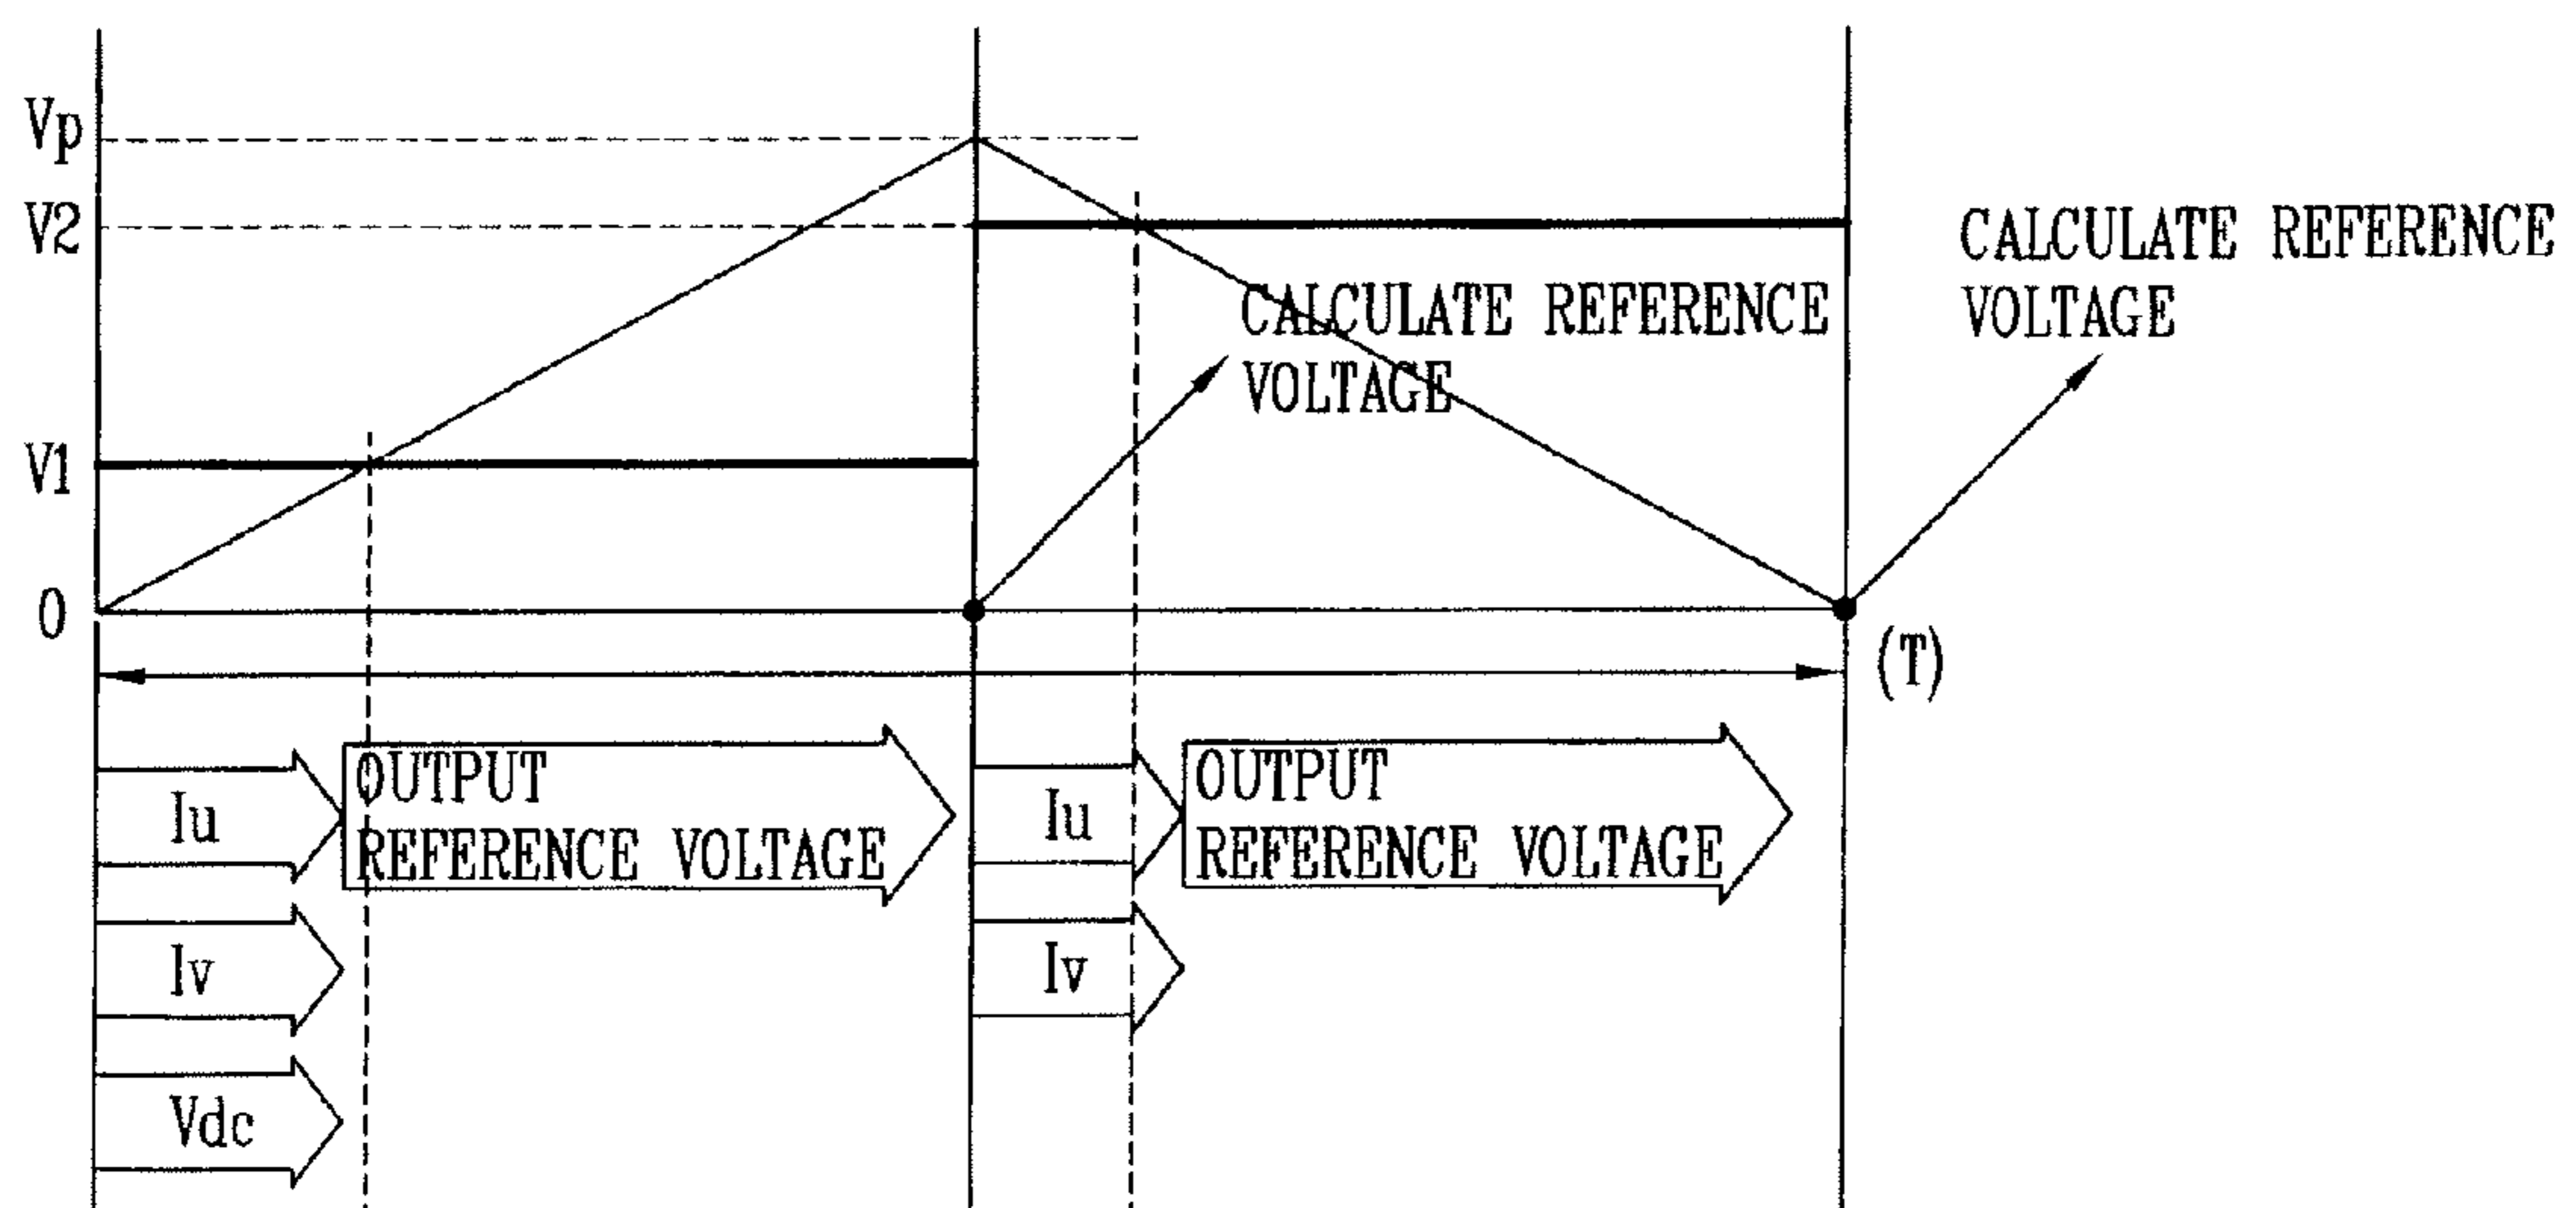 Vp
V2
V1
0
CALCULATE REFERENCE
VOLTAGE
CALCULATE REFERENCE
VOLTAGE
(T)
Iu
OUTPUT
REFERENCE VOLTAGE
Iu
OUTPUT
REFERENCE VOLTAGE
Iv
Iv
Vdc